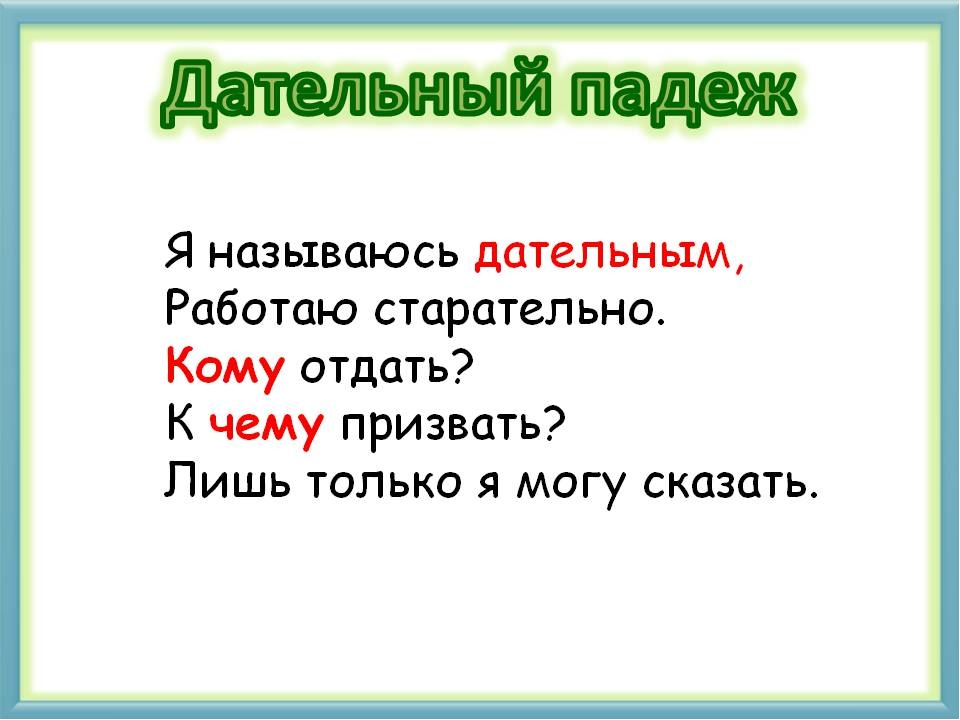 Дательный падеж
Я называюсь дательным,
Работаю старательно.
Кому отдать?
К чему призвать?
Лишь только я могу сказать.